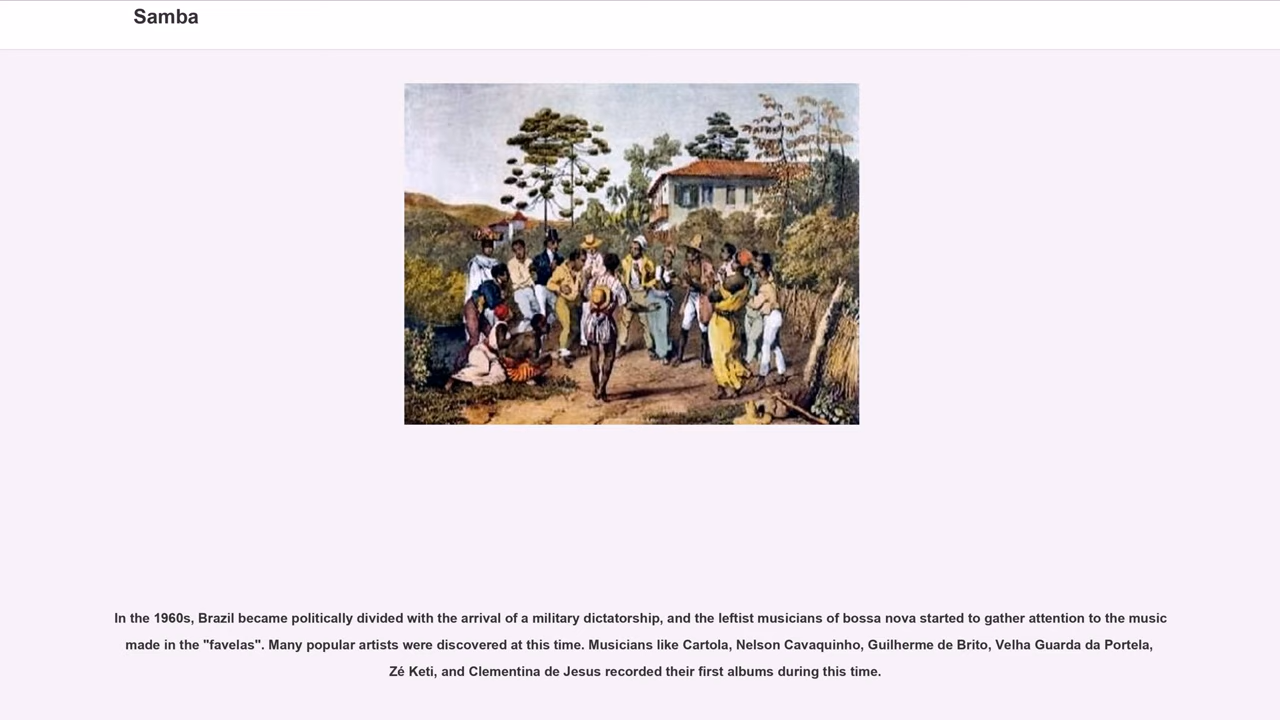 Samba
In the 1960s, Brazil became politically divided with the arrival of a military dictatorship, and the leftist musicians of bossa nova started to gather attention to the music
made in the "favelas". Many popular artists were discovered at this time. Musicians like Cartola, Nelson Cavaquinho, Guilherme de Brito, Velha Guarda da Portela,
Zé Keti, and Clementina de Jesus recorded their first albums during this time.